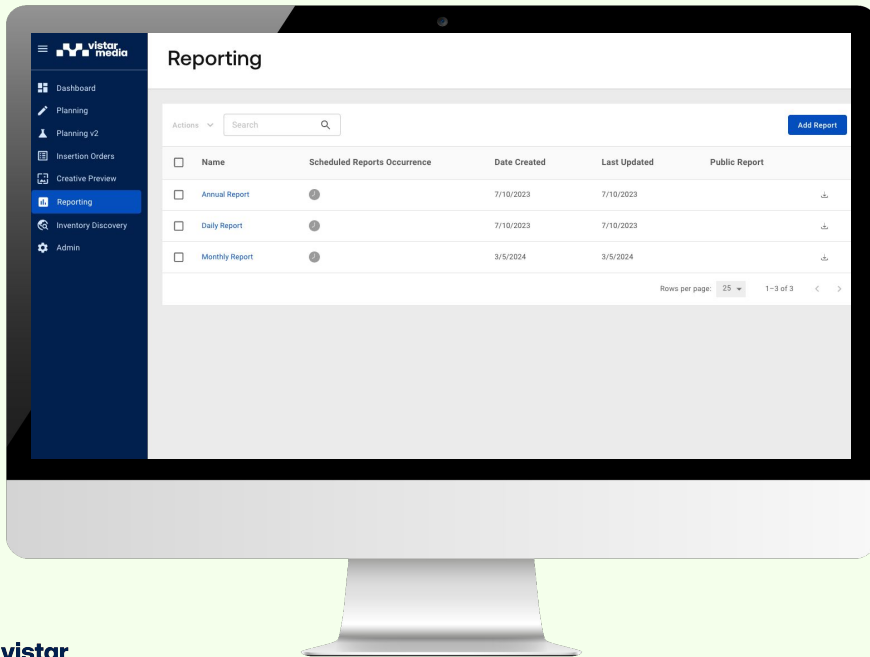 vistar
media
Reporting
Dashboard
Planning
Planning v2
Insertion Orders
Creative Preview
Reporting
Inventory Discovery
Admin
Actions
Search
Add Report
Name Scheduled Reports Occurrence Date Created Last Updated Public Report
Annual Report 7/10/2023 7/10/2023
Daily Report 7/10/2023 7/10/2023
Monthly Report 3/5/2024 3/5/2024
Rows per page: 25 1–3 of 3
vistar